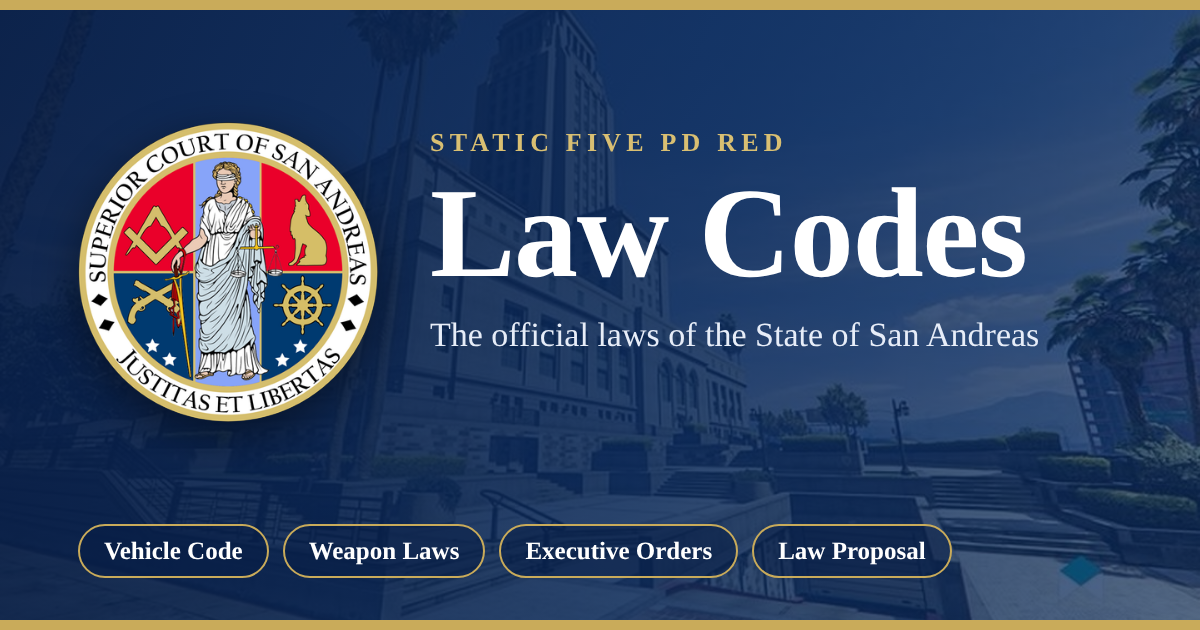 SUPERIOR COURT OF SAN ANDREAS
JUSTITAS ET LIBERTAS
STATIC FIVE PD RED
Law Codes
The official laws of the State of San Andreas
Vehicle Code
Weapon Laws
Executive Orders
Law Proposal